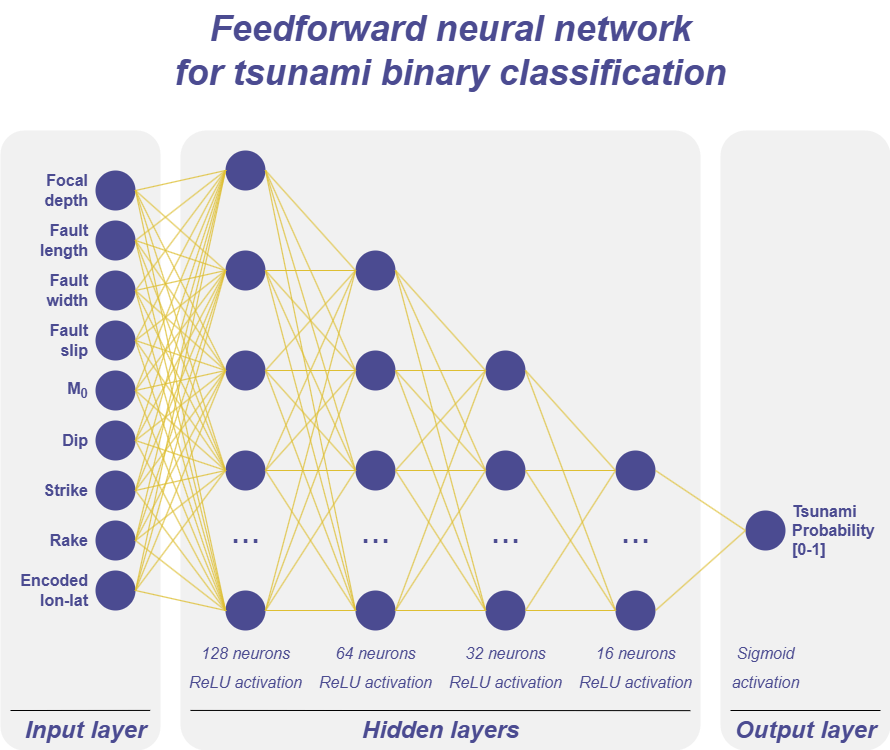 Feedforward neural network
for tsunami binary classification
Focal
depth
Fault
length
Fault
width
Fault
slip
M₀
Dip
Strike
Rake
Encoded
lon-lat
...
...
...
...
Tsunami
Probability
[0-1]
128 neurons
ReLU activation
64 neurons
ReLU activation
32 neurons
ReLU activation
16 neurons
ReLU activation
Sigmoid
activation
Input layer
Hidden layers
Output layer